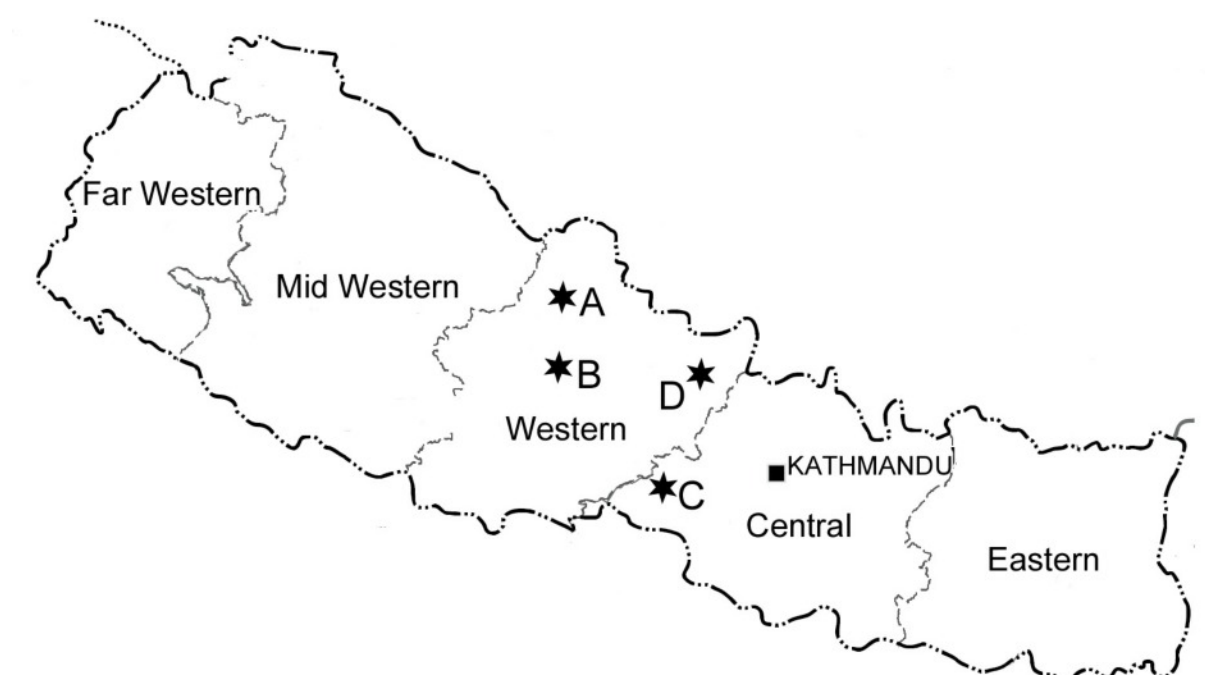 Far Western
Mid Western
A
B
D
Western
C
KATHMANDU
Central
Eastern